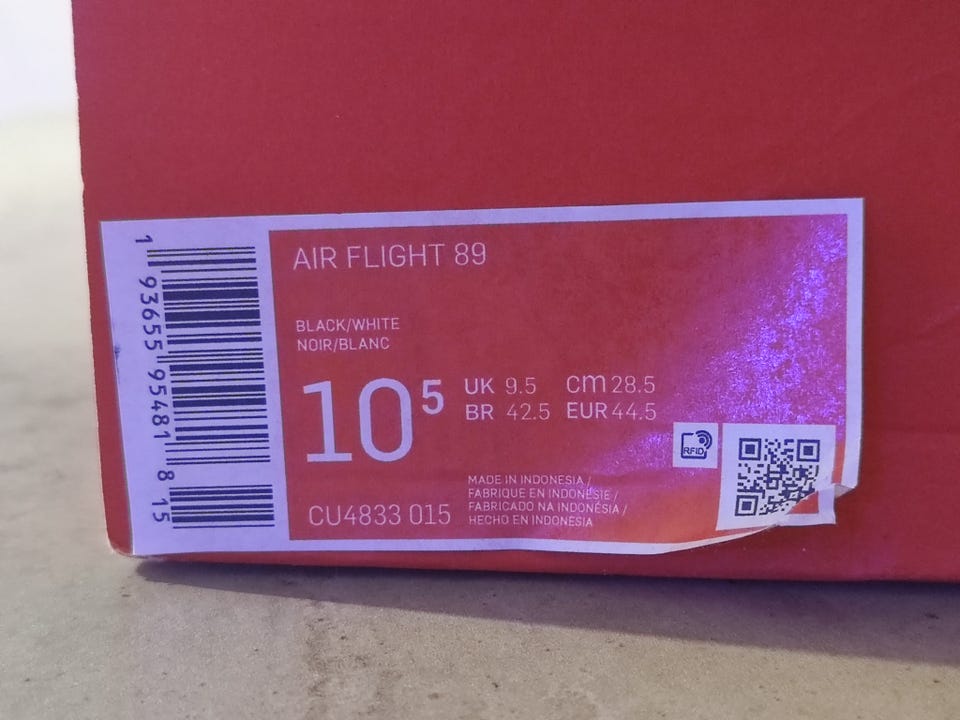 1 93655 95481 8 15
AIR FLIGHT 89
BLACK/WHITE
NOIR/BLANC
10 5
UK 9.5 cm 28.5
BR 42.5 EUR 44.5
RFID
MADE IN INDONESIA /
FABRIQUE EN INDONÉSIE /
FABRICADO NA INDONÉSIA /
HECHO EN INDONESIA
CU4833 015